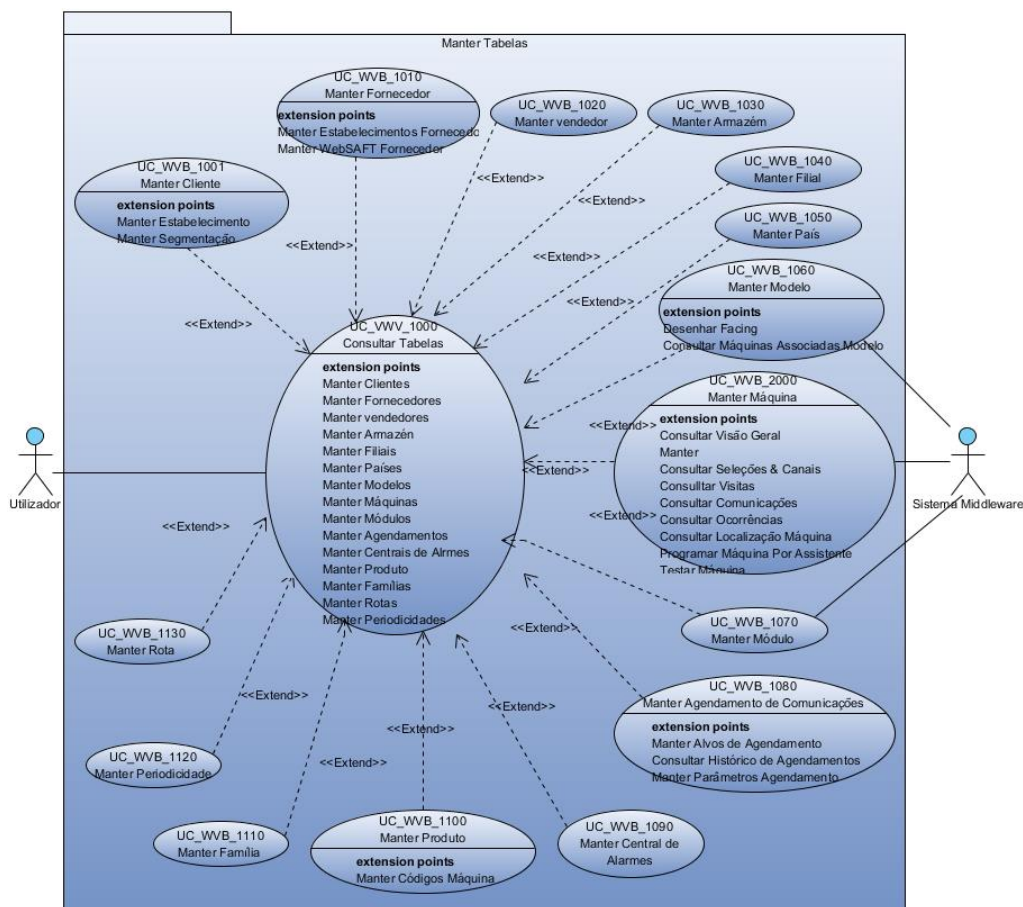 Manter Tabelas
UC_WVB_1010
Manter Fornecedor
extension points
Manter Estabelecimentos Fornecedo
Manter WebSAFT Fornecedor
UC_WVB_1020
Manter vendedor
UC_WVB_1030
Manter Armazém
UC_WVB_1040
Manter Filial
UC_WVB_1050
Manter País
UC_WVB_1001
Manter Cliente
extension points
Manter Estabelecimento
Manter Segmentação
UC_WVB_1060
Manter Modelo
extension points
Desenhar Facing
Consultar Máquinas Associadas Modelo
<<Extend>>
<<Extend>>
<<Extend>>
<<Extend>>
<<Extend>>
<<Extend>>
UC_VWV_1000
Consultar Tabelas
extension points
Manter Clientes
Manter Fornecedores
Manter vendedores
Manter Armazén
Manter Filiais
Manter Países
Manter Modelos
Manter Máquinas
Manter Módulos
Manter Agendamentos
Manter Centrais de Alrmes
Manter Produto
Manter Famílias
Manter Rotas
Manter Periodicidades
UC_WVB_2000
Manter Máquina
extension points
Consultar Visão Geral
Manter
Consultar Seleções & Canais
Consulltar Visitas
Consultar Comunicações
Consultar Ocorrências
Consultar Localização Máquina
Programar Máquina Por Assistente
Testar Máquina
<<Extend>>
<<Extend>>
<<Extend>>
Utilizador
Sistema Middleware
<<Extend>>
UC_WVB_1070
Manter Módulo
UC_WVB_1130
Manter Rota
<<Extend>>
UC_WVB_1080
Manter Agendamento de Comunicações
extension points
Manter Alvos de Agendamento
Consultar Histórico de Agendamentos
Manter Parâmetros Agendamento
<<Extend>>
<<Extend>>
<<Extend>>
UC_WVB_1120
Manter Periodicidade
UC_WVB_1110
Manter Família
UC_WVB_1100
Manter Produto
extension points
Manter Códigos Máquina
UC_WVB_1090
Manter Central de
Alarmes